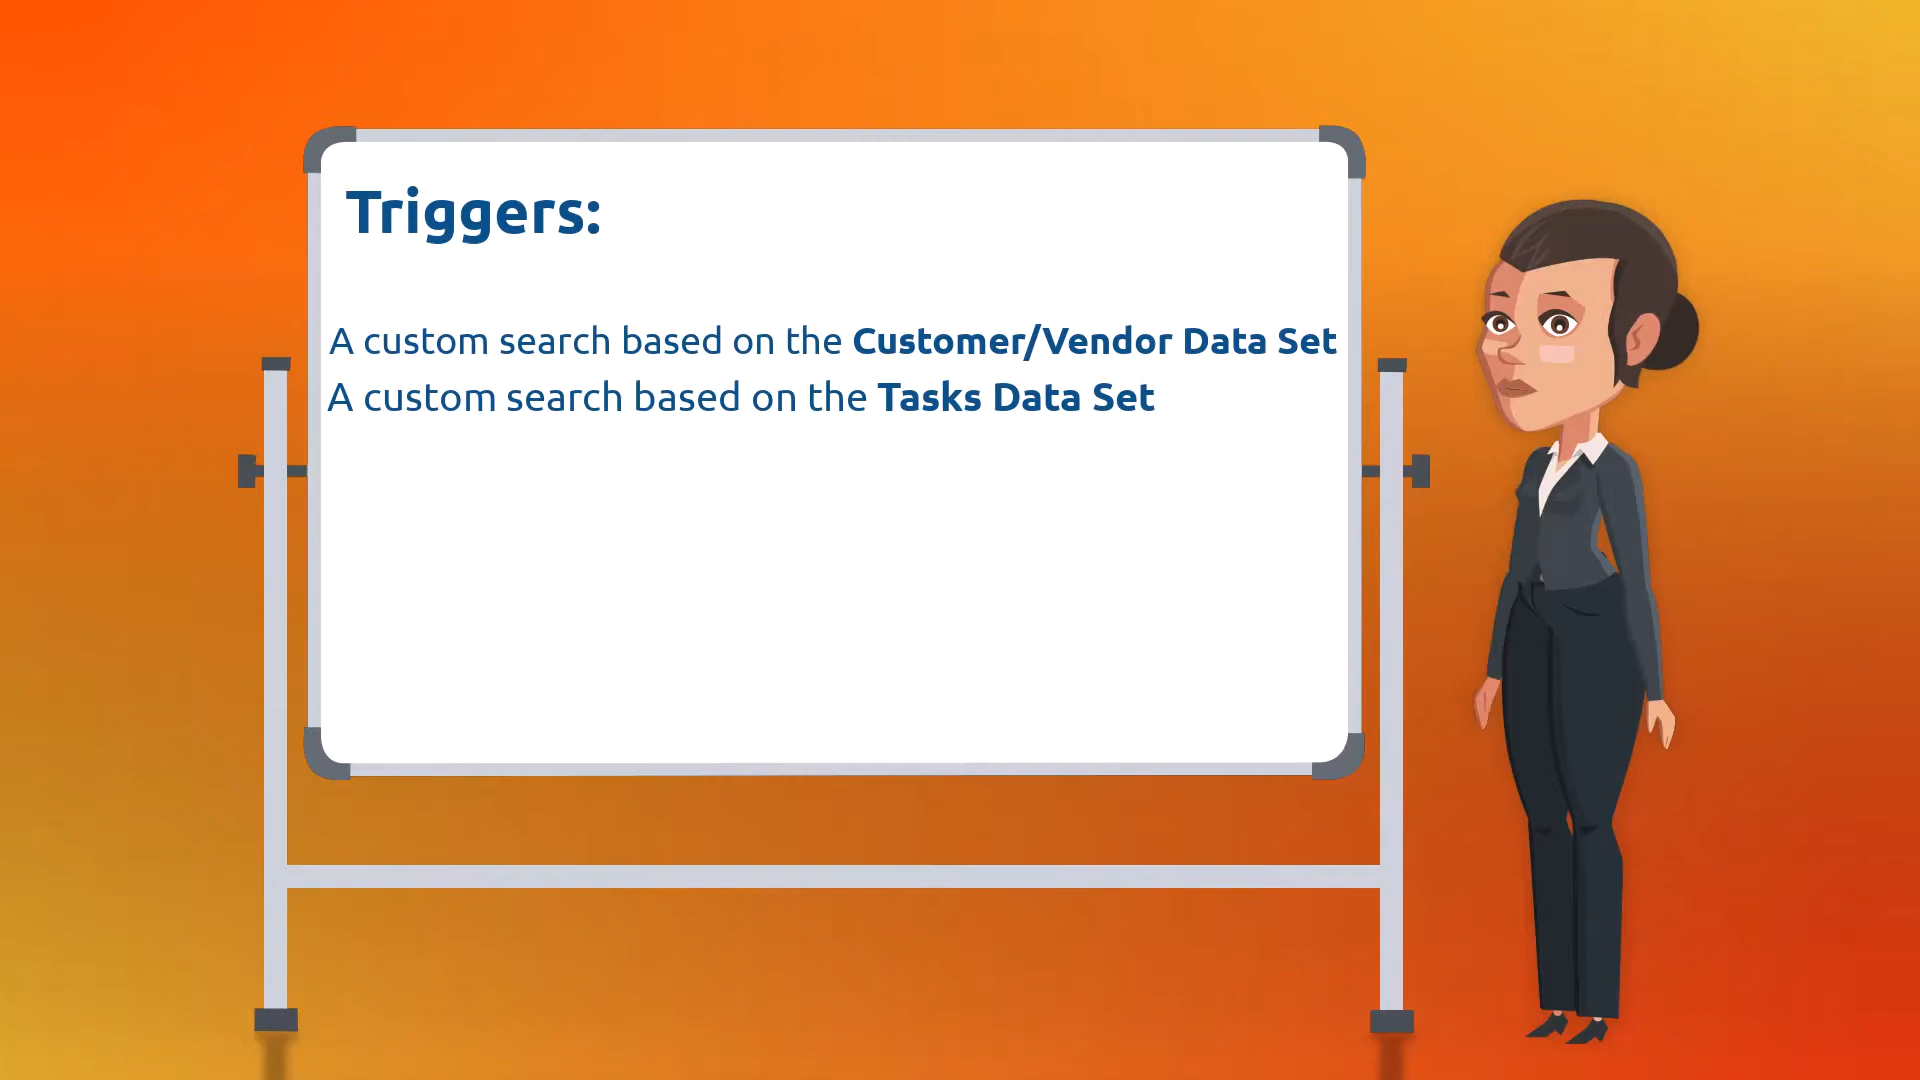 Triggers:
A custom search based on the Customer/Vendor Data Set
A custom search based on the Tasks Data Set